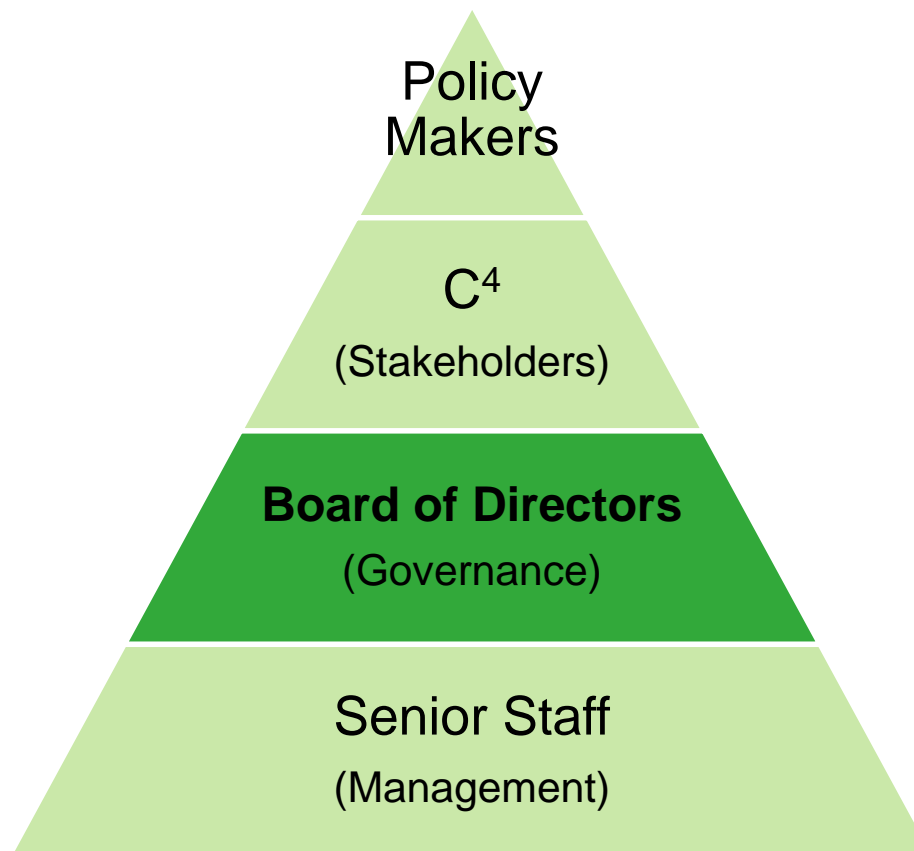 Policy
Makers
C⁴
(Stakeholders)
Board of Directors
(Governance)
Senior Staff
(Management)